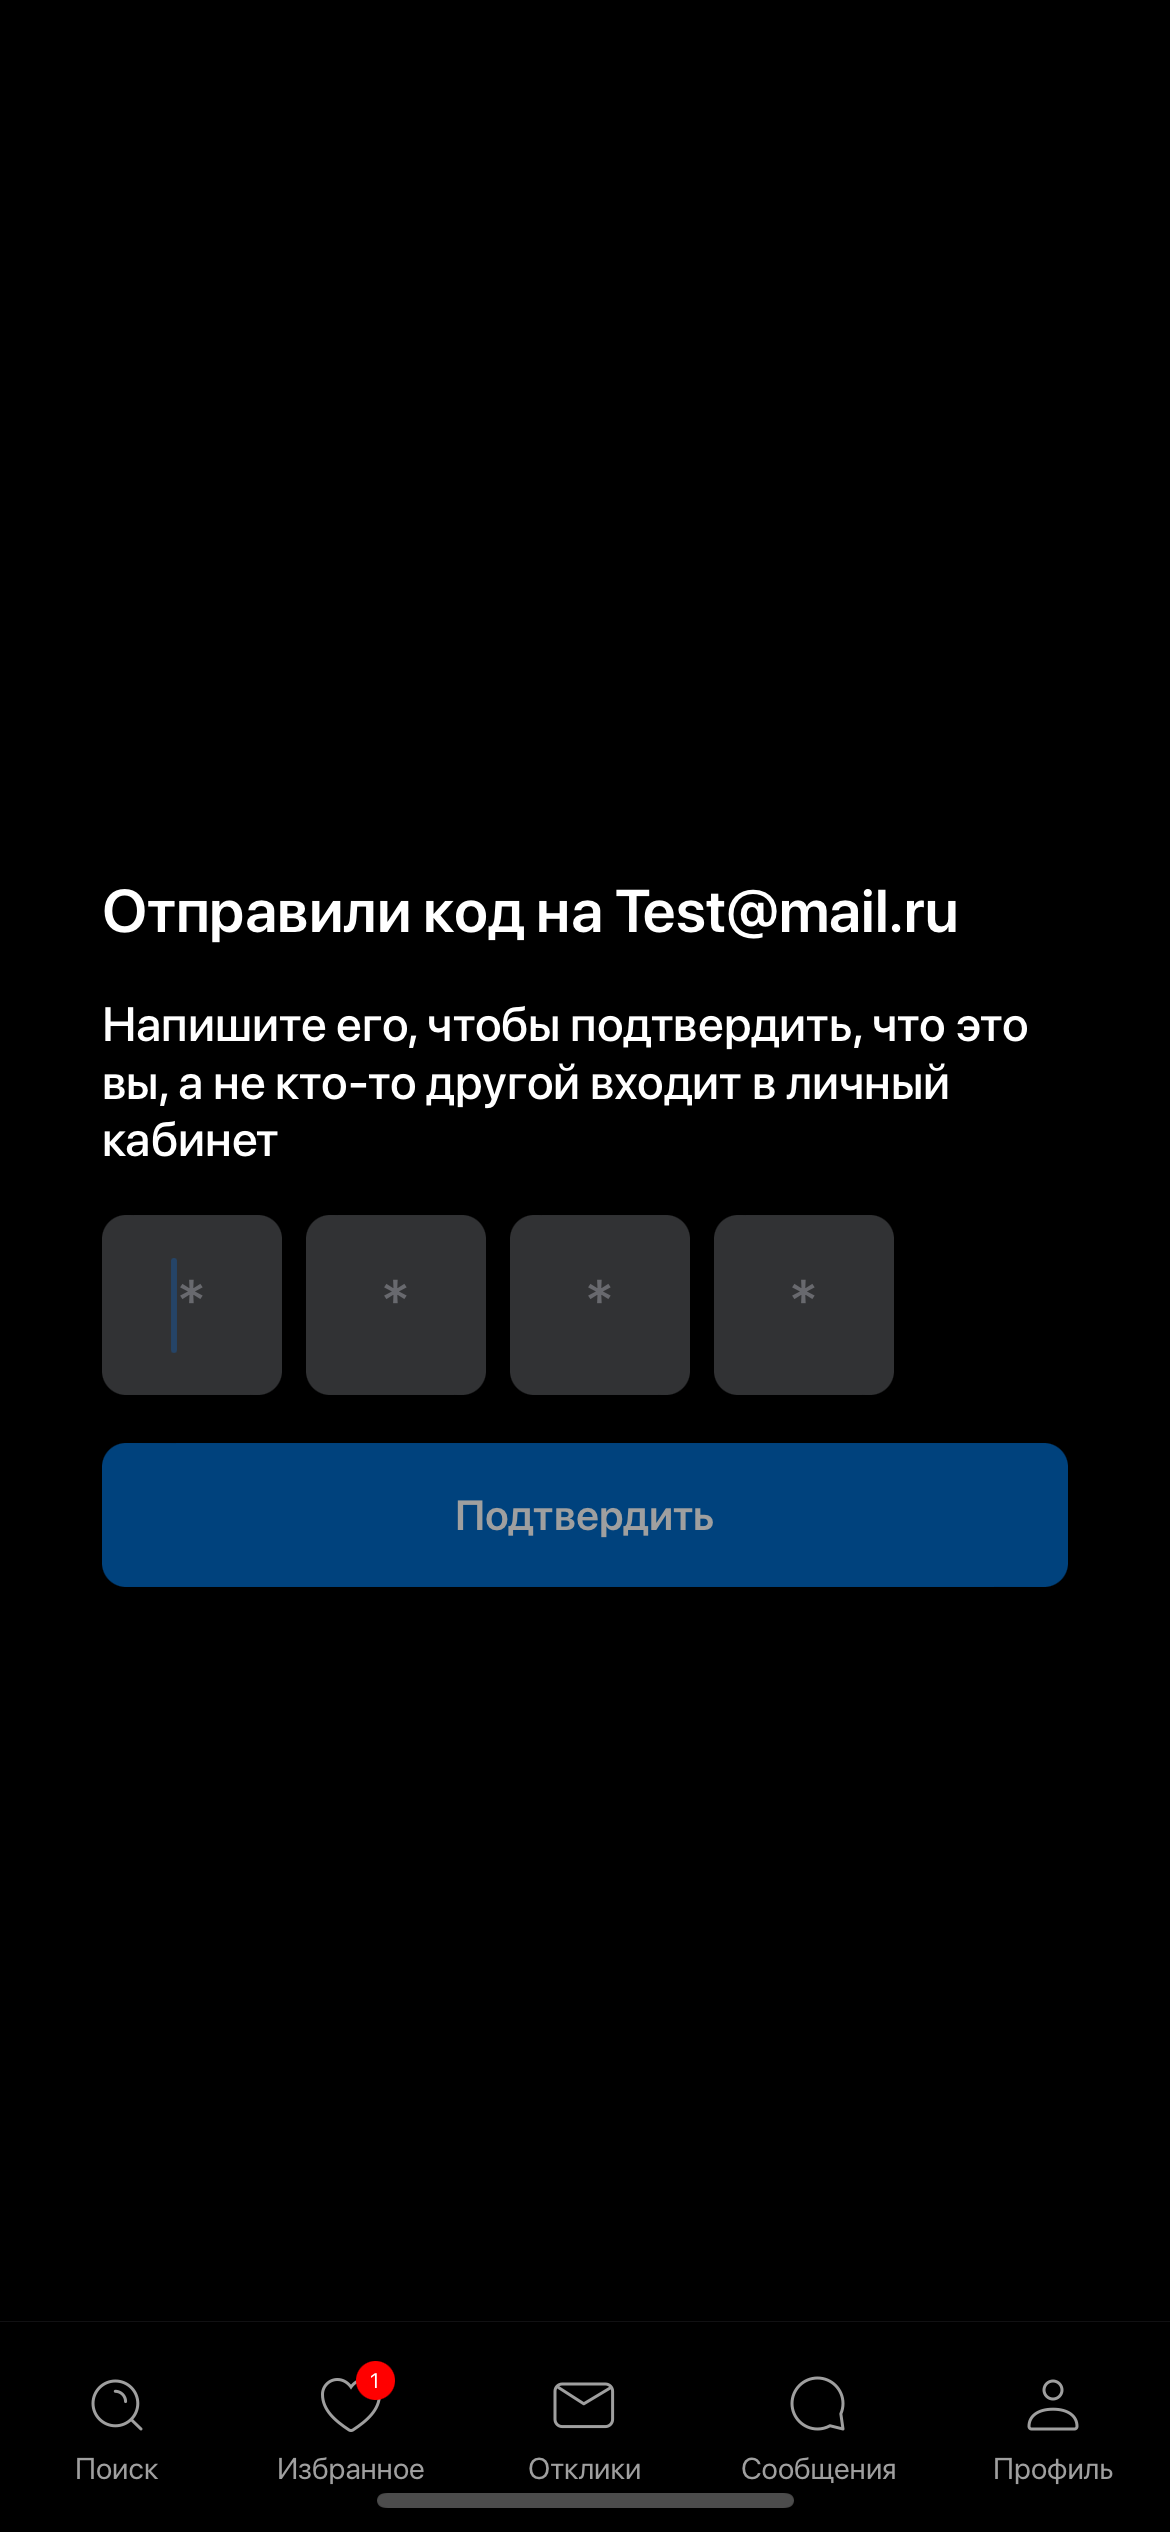 Отправили код на Test@mail.ru
Напишите его, чтобы подтвердить, что это
вы, а не кто-то другой входит в личный
кабинет
* * * *
Подтвердить
1
Поиск Избранное Отклики Сообщения Профиль